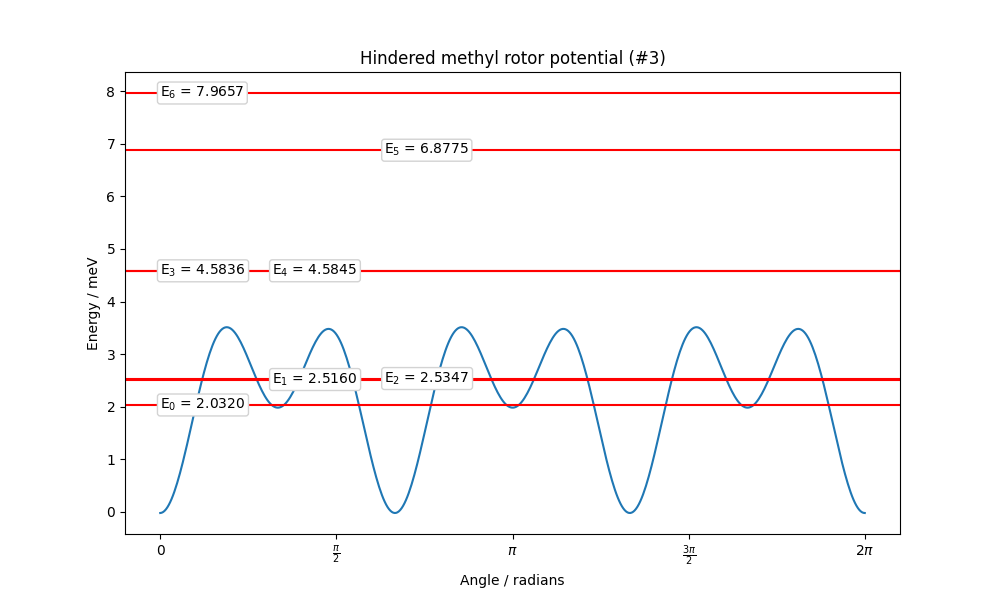 Hindered methyl rotor potential (#3)
8
7
6
5
4
3
2
1
0
Energy / meV
E₆ = 7.9657
E₅ = 6.8775
E₃ = 4.5836
E₄ = 4.5845
E₁ = 2.5160
E₂ = 2.5347
E₀ = 2.0320
0
π/2
π
3π/2
2π
Angle / radians